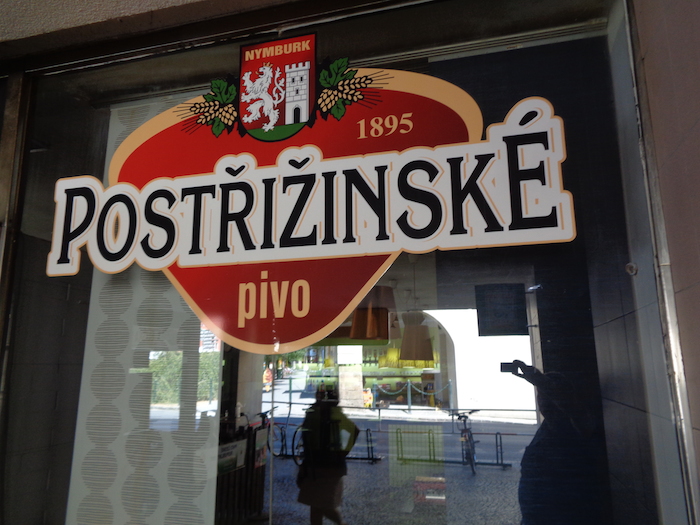 NYMBURK
1895
POSTŘIŽINSKÉ
pivo